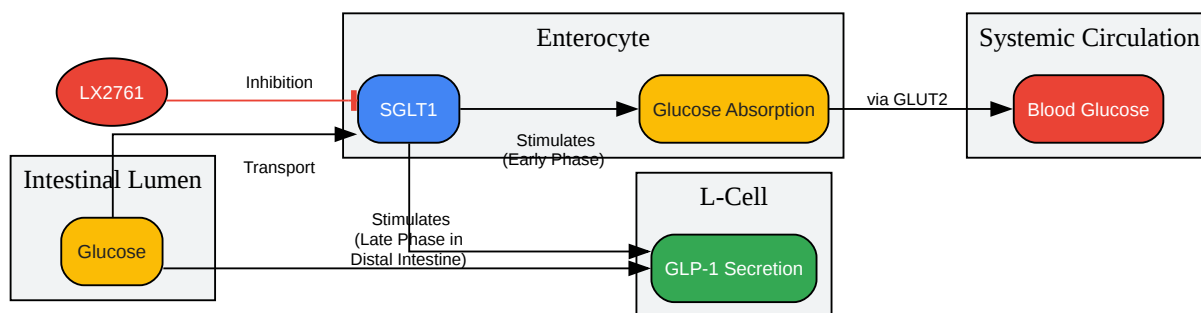 Enterocyte
Systemic Circulation
LX2761
Inhibition
SGLT1
Glucose Absorption
via GLUT2
Blood Glucose
Stimulates
(Early Phase)
Transport
Intestinal Lumen
L-Cell
Stimulates
(Late Phase in
Distal Intestine)
Glucose
GLP-1 Secretion